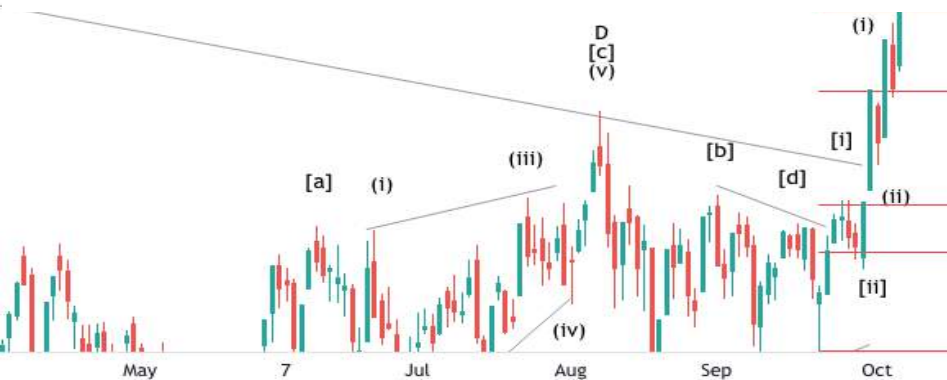 D
[c]
(v)
(i)
[i]
(iii)
[b]
[a]
(i)
[d]
(ii)
[ii]
(iv)
May 7 Jul Aug Sep Oct